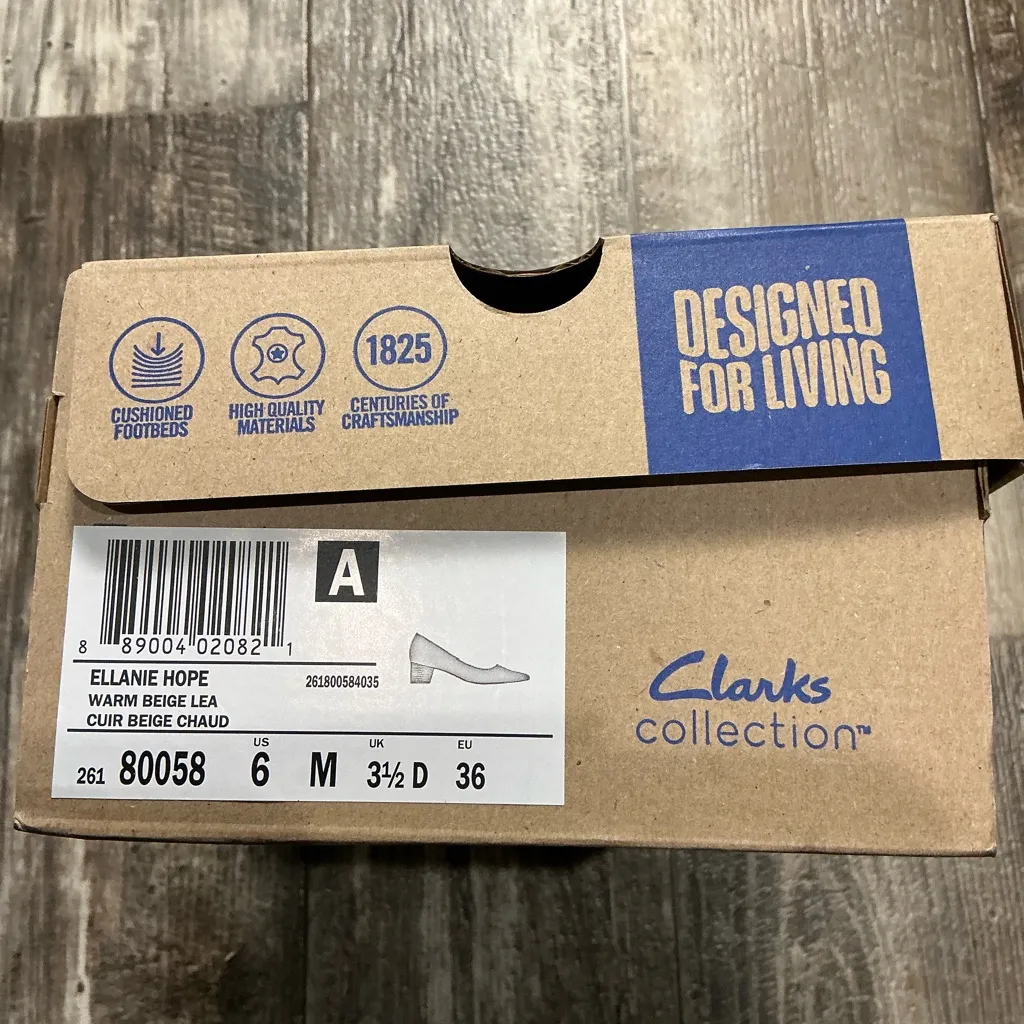 DESIGNED
FOR LIVING
1825
CUSHIONED
FOOTBEDS
HIGH QUALITY
MATERIALS
CENTURIES OF
CRAFTSMANSHIP
A
8 89004 02082 1
ELLANIE HOPE
261800584035
WARM BEIGE LEA
CUIR BEIGE CHAUD
US UK EU
261 80058 6 M 3½ D 36
Clarks
collection™